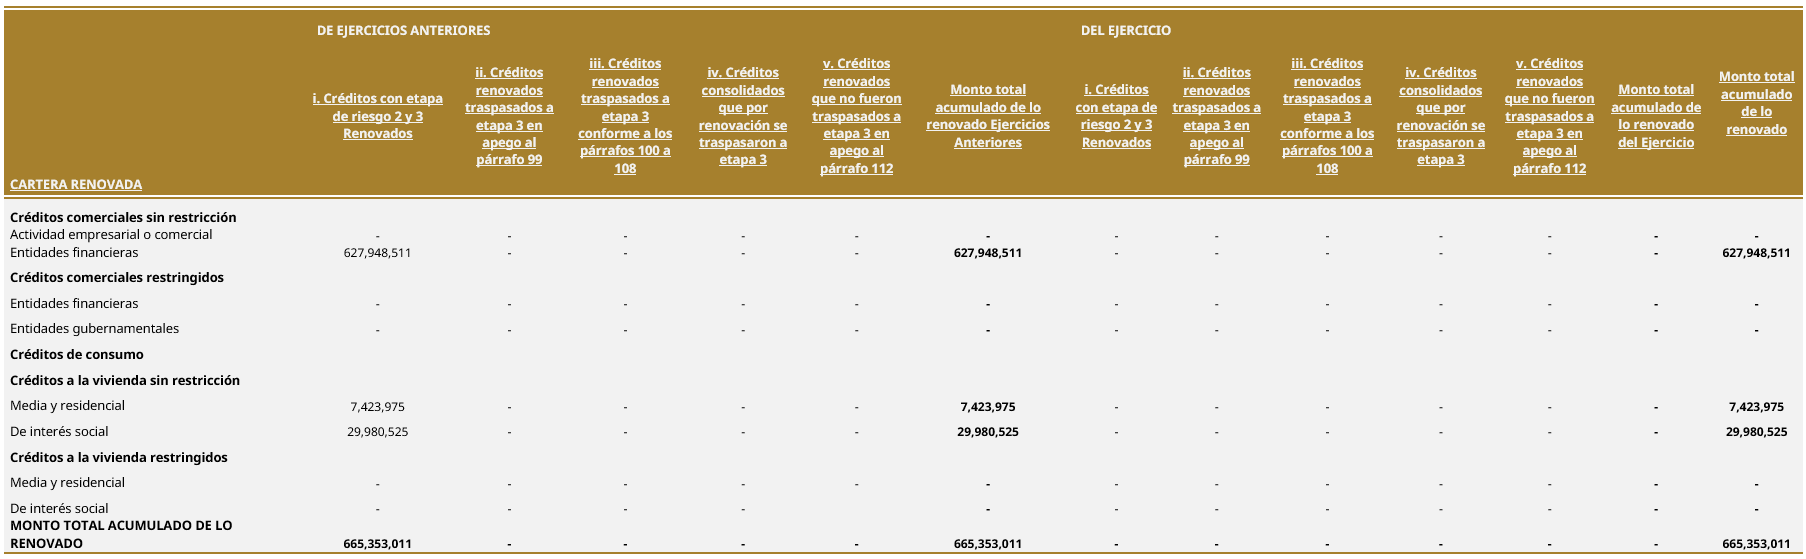 DE EJERCICIOS ANTERIORES DEL EJERCICIO
CARTERA RENOVADA
i. Créditos con etapa
de riesgo 2 y 3
Renovados
ii. Créditos
renovados
traspasados a
etapa 3 en
apego al
párrafo 99
iii. Créditos
renovados
traspasados a
etapa 3
conforme a los
párrafos 100 a
108
iv. Créditos
consolidados
que por
renovación se
traspasaron a
etapa 3
v. Créditos
renovados
que no fueron
traspasados a
etapa 3 en
apego al
párrafo 112
Monto total
acumulado de lo
renovado Ejercicios
Anteriores
i. Créditos
con etapa de
riesgo 2 y 3
Renovados
ii. Créditos
renovados
traspasados a
etapa 3 en
apego al
párrafo 99
iii. Créditos
renovados
traspasados a
etapa 3
conforme a los
párrafos 100 a
108
iv. Créditos
consolidados
que por
renovación se
traspasaron a
etapa 3
v. Créditos
renovados
que no fueron
traspasados a
etapa 3 en
apego al
párrafo 112
Monto total
acumulado de
lo renovado
del Ejercicio
Monto total
acumulado
de lo
renovado
Créditos comerciales sin restricción
Actividad empresarial o comercial - - - - - - - - - - - - -
Entidades financieras 627,948,511 - - - - 627,948,511 - - - - - - 627,948,511
Créditos comerciales restringidos
Entidades financieras - - - - - - - - - - - - -
Entidades gubernamentales - - - - - - - - - - - - -
Créditos de consumo
Créditos a la vivienda sin restricción
Media y residencial 7,423,975 - - - - 7,423,975 - - - - - - 7,423,975
De interés social 29,980,525 - - - - 29,980,525 - - - - - - 29,980,525
Créditos a la vivienda restringidos
Media y residencial - - - - - - - - - - - - -
De interés social - - - - - - - - - - - -
MONTO TOTAL ACUMULADO DE LO
RENOVADO 665,353,011 - - - - 665,353,011 - - - - - - 665,353,011